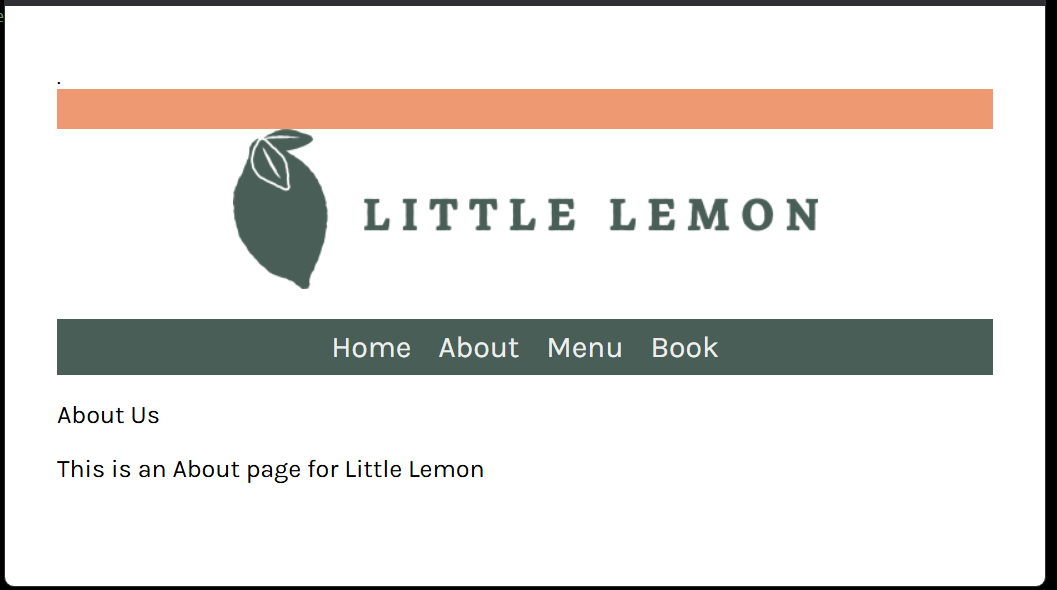 .
LITTLE LEMON
Home About Menu Book
About Us
This is an About page for Little Lemon